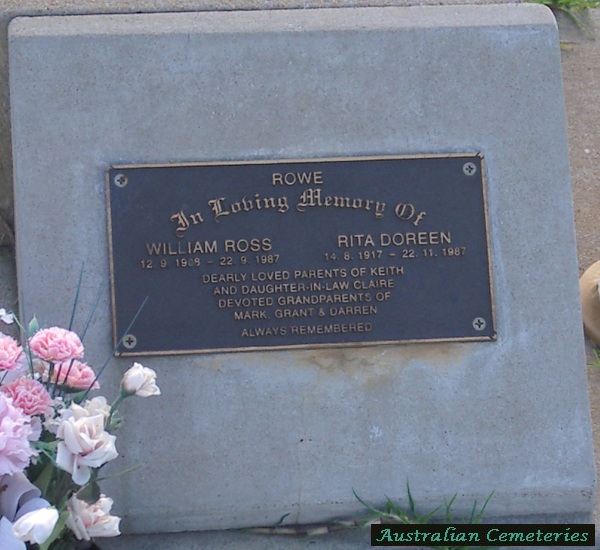 ROWE
In Loving Memory Of
WILLIAM ROSS
RITA DOREEN
– 22. 9. 1987
14. 8. 1917 – 22. 11. 1987
DEARLY LOVED PARENTS OF KEITH
AND DAUGHTER-IN-LAW CLAIRE
DEVOTED GRANDPARENTS OF
MARK, GRANT & DARREN
ALWAYS REMEMBERED
Australian Cemeteries